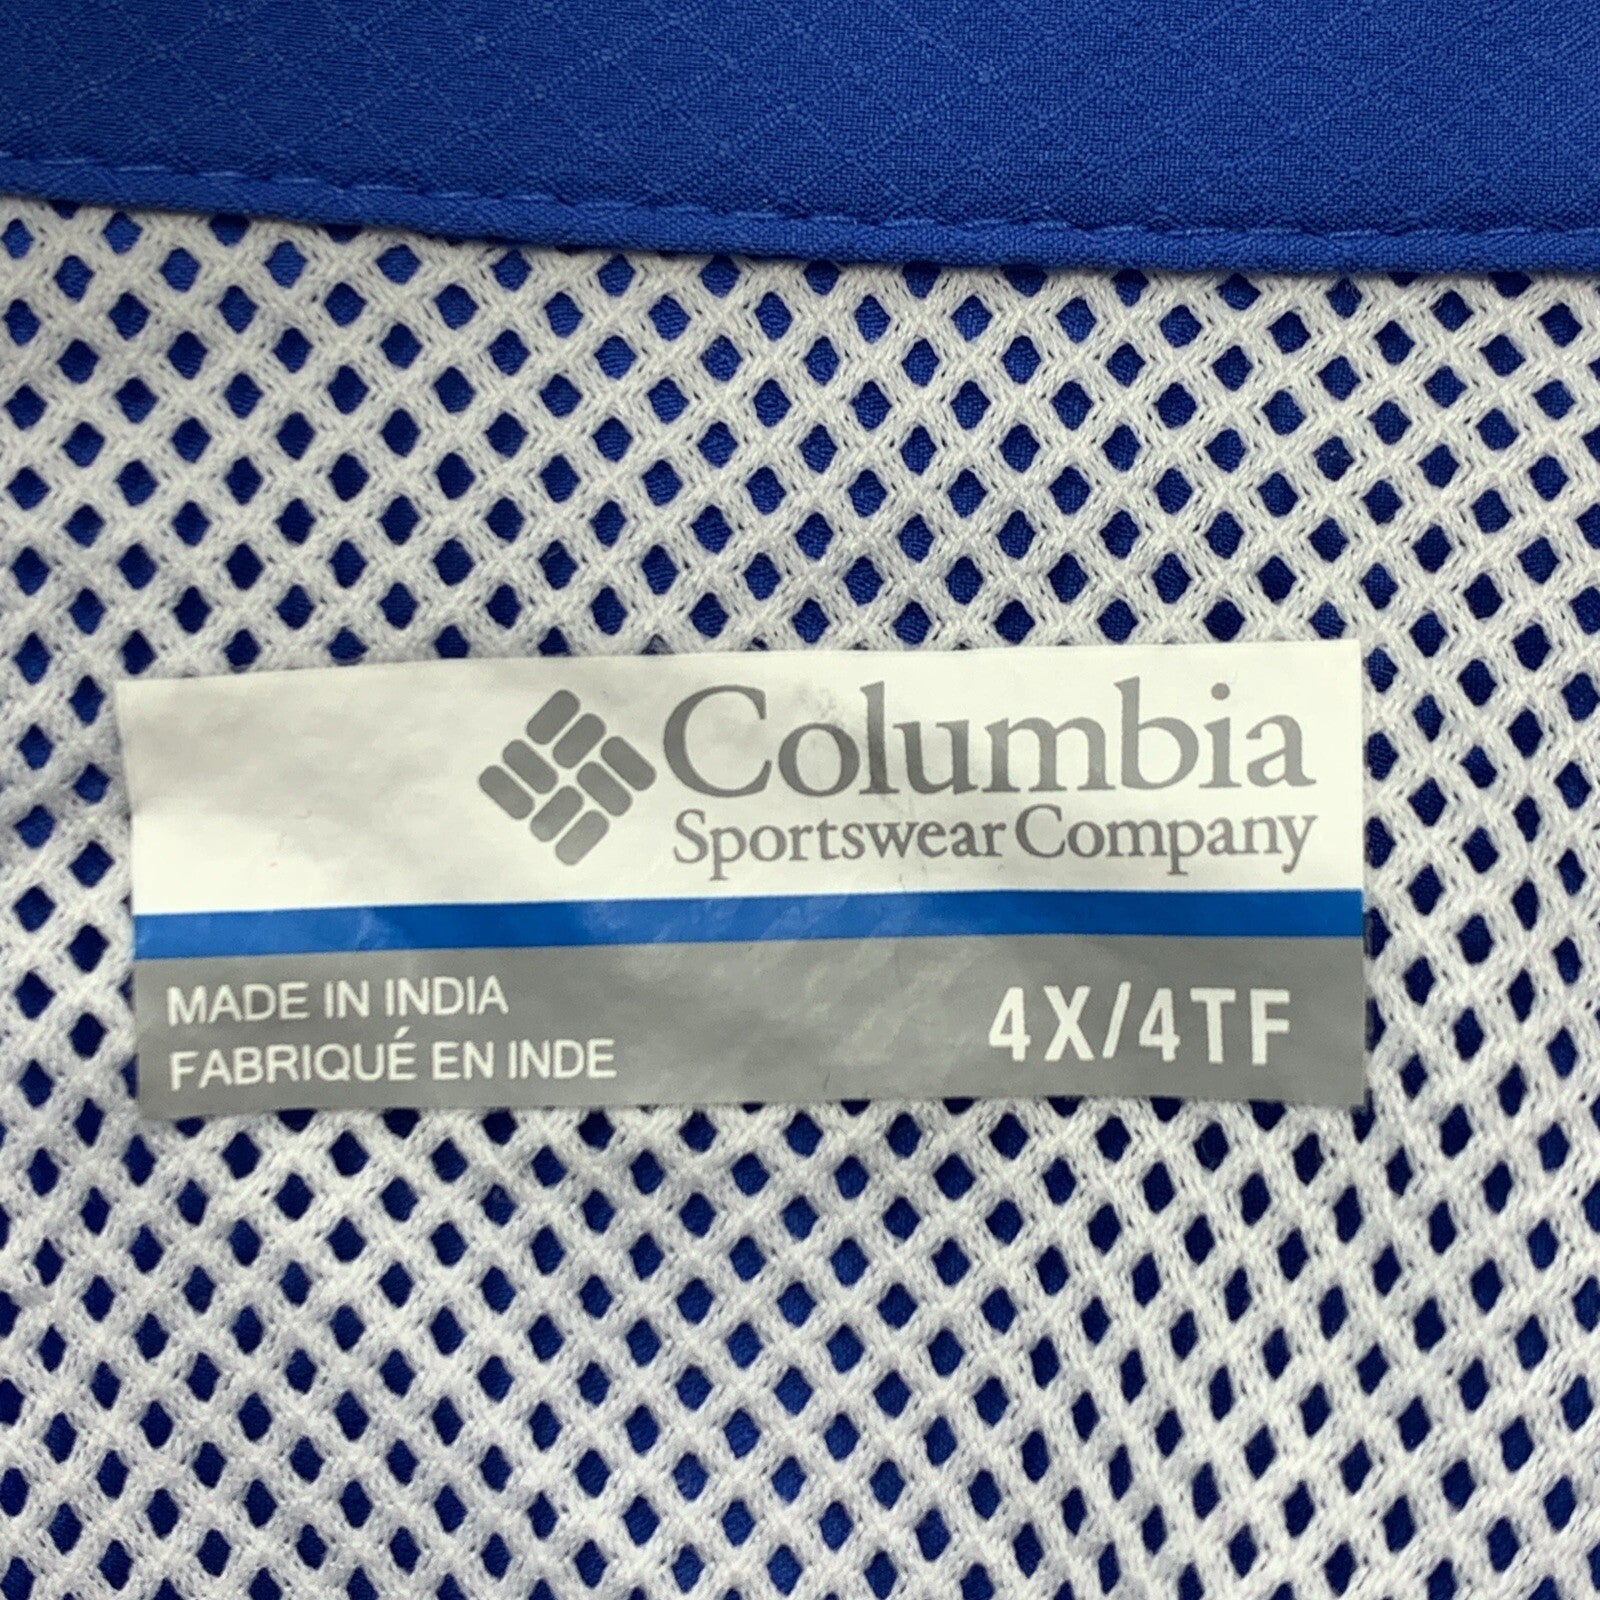 Columbia
Sportswear Company
MADE IN INDIA
FABRIQUÉ EN INDE
4X/4TF